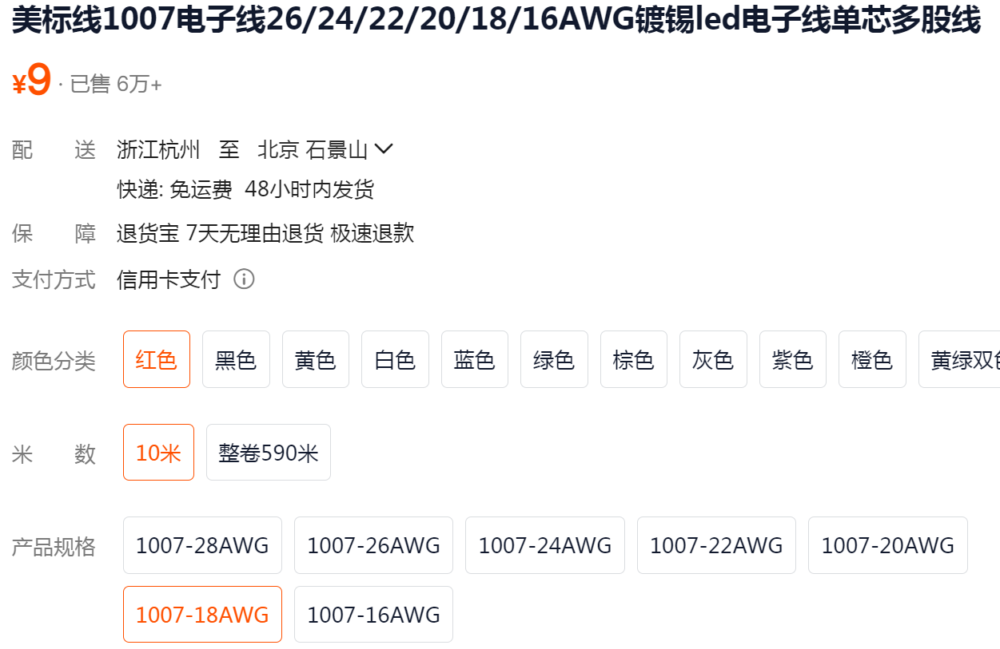 美标线1007电子线26/24/22/20/18/16AWG镀锡led电子线单芯多股线
¥9 · 已售 6万+
配 送 浙江杭州 至 北京 石景山
快递: 免运费 48小时内发货
保 障 退货宝 7天无理由退货 极速退款
支付方式 信用卡支付
颜色分类 红色 黑色 黄色 白色 蓝色 绿色 棕色 灰色 紫色 橙色 黄绿双色
米 数 10米 整卷590米
产品规格 1007-28AWG 1007-26AWG 1007-24AWG 1007-22AWG 1007-20AWG
1007-18AWG 1007-16AWG